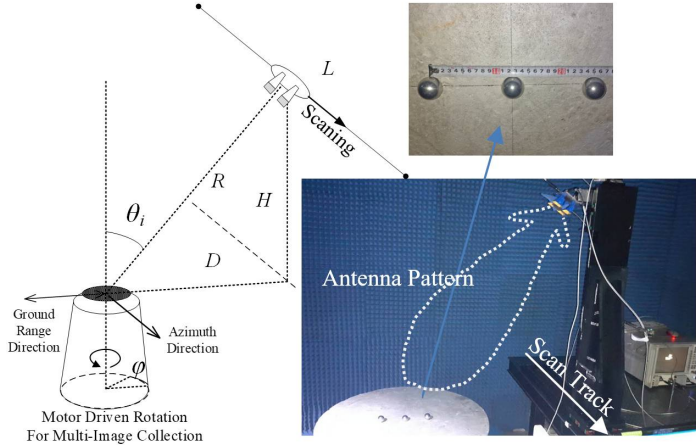 L
Scaning
R
H
θi
D
Ground
Range
Direction
Azimuth
Direction
φ
Motor Driven Rotation
For Multi-Image Collection
Antenna Pattern
Scan Track